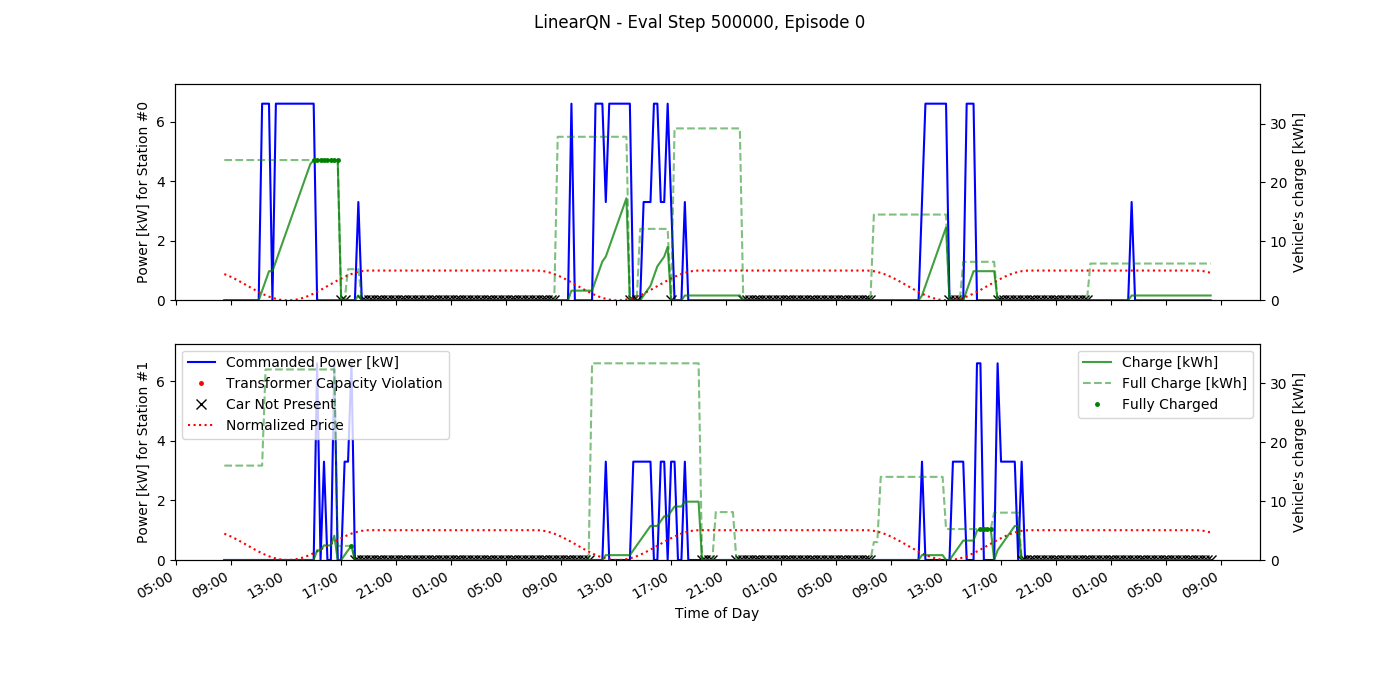 LinearQN - Eval Step 500000, Episode 0
Power [kW] for Station #0
6
4
2
0
30
20
10
0
Vehicle's charge [kWh]
Power [kW] for Station #1
6
4
2
0
Commanded Power [kW]
Transformer Capacity Violation
Car Not Present
Normalized Price
Charge [kWh]
Full Charge [kWh]
Fully Charged
30
20
10
0
Vehicle's charge [kWh]
05:00 09:00 13:00 17:00 21:00 01:00 05:00 09:00 13:00 17:00 21:00 01:00 05:00 09:00 13:00 17:00 21:00 01:00 05:00 09:00
Time of Day